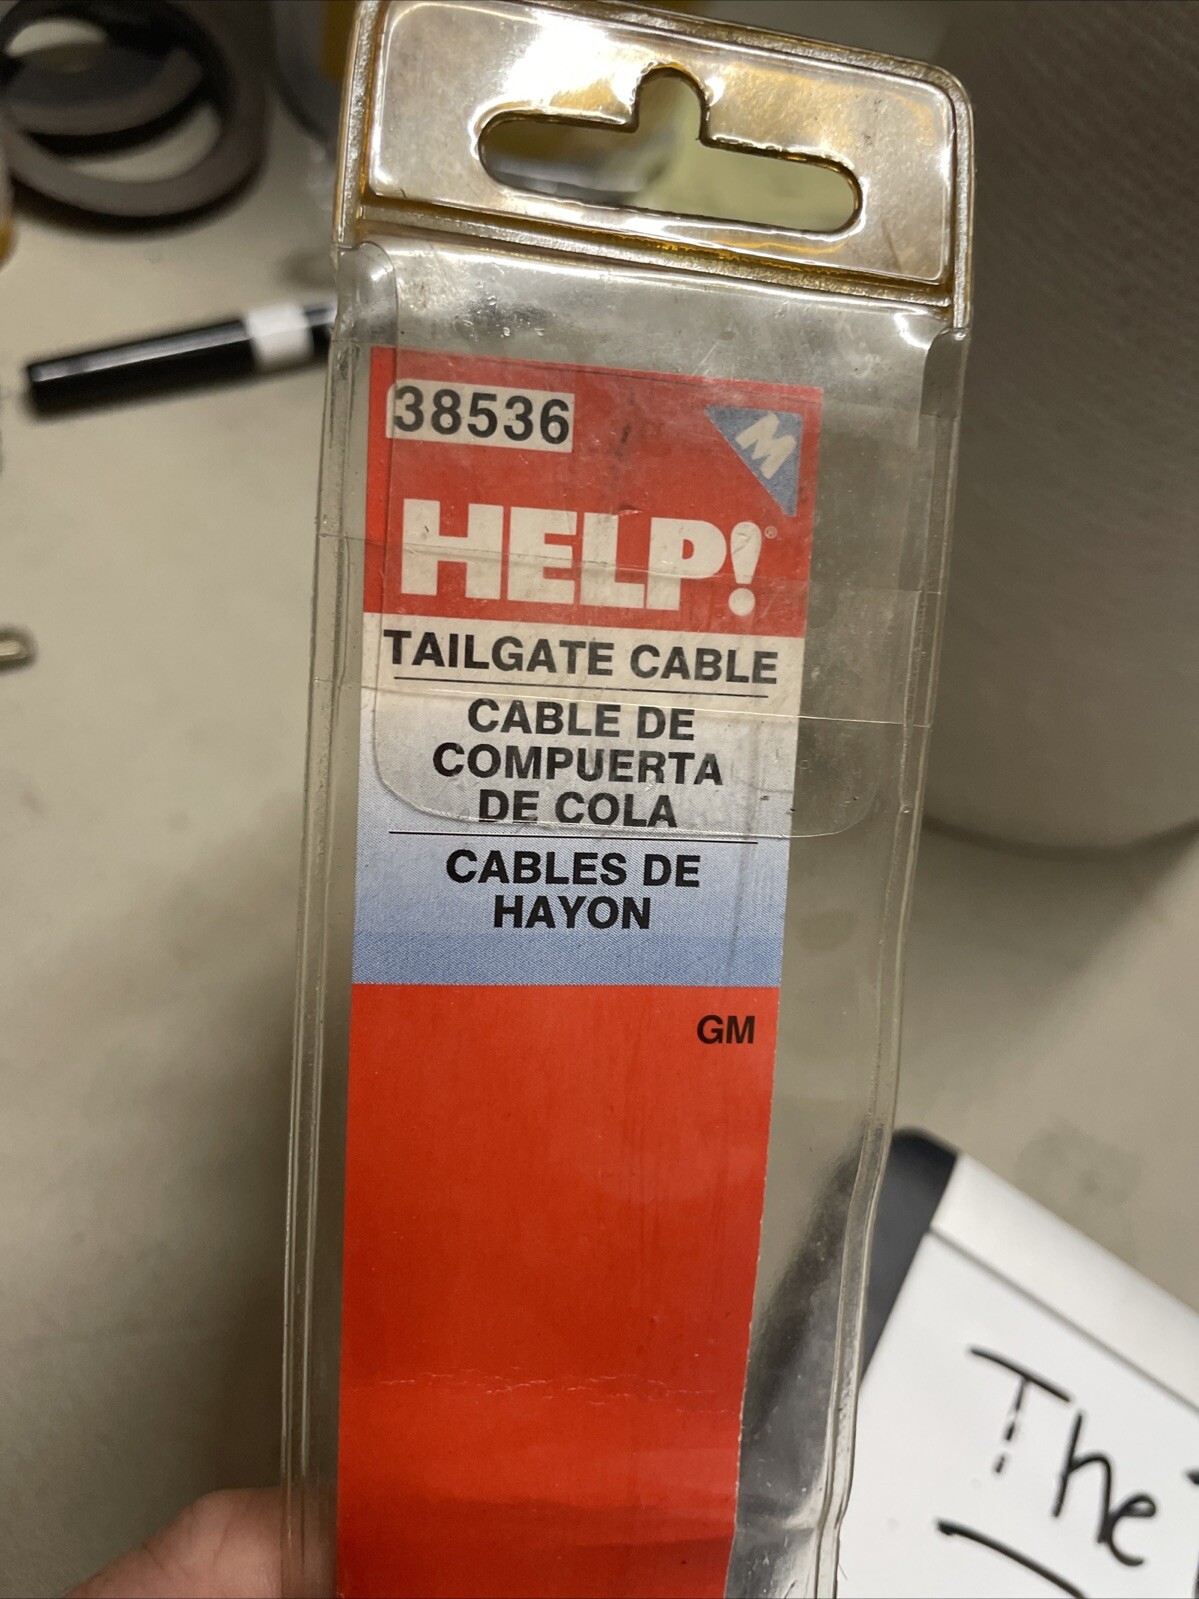 38536
M
HELP!®
TAILGATE CABLE
CABLE DE
COMPUERTA
DE COLA
CABLES DE
HAYON
GM
The